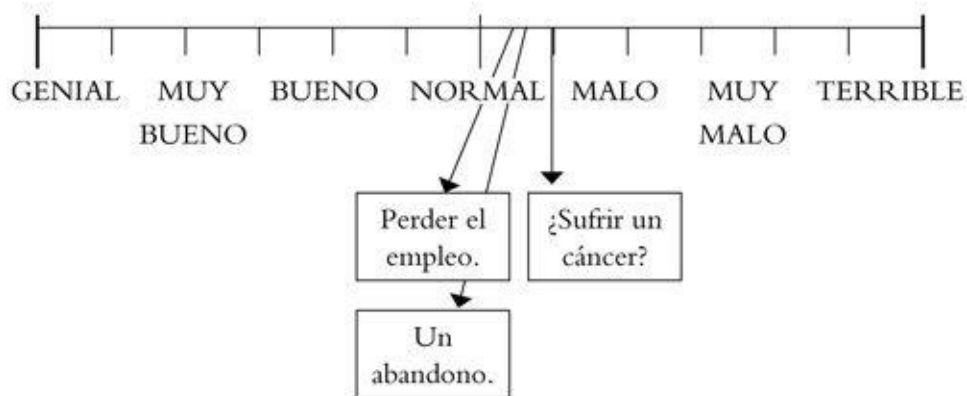 GENIAL MUY BUENO NORMAL MALO MUY TERRIBLE
BUENO MALO
Perder el
empleo.
¿Sufrir un
cáncer?
Un
abandono.